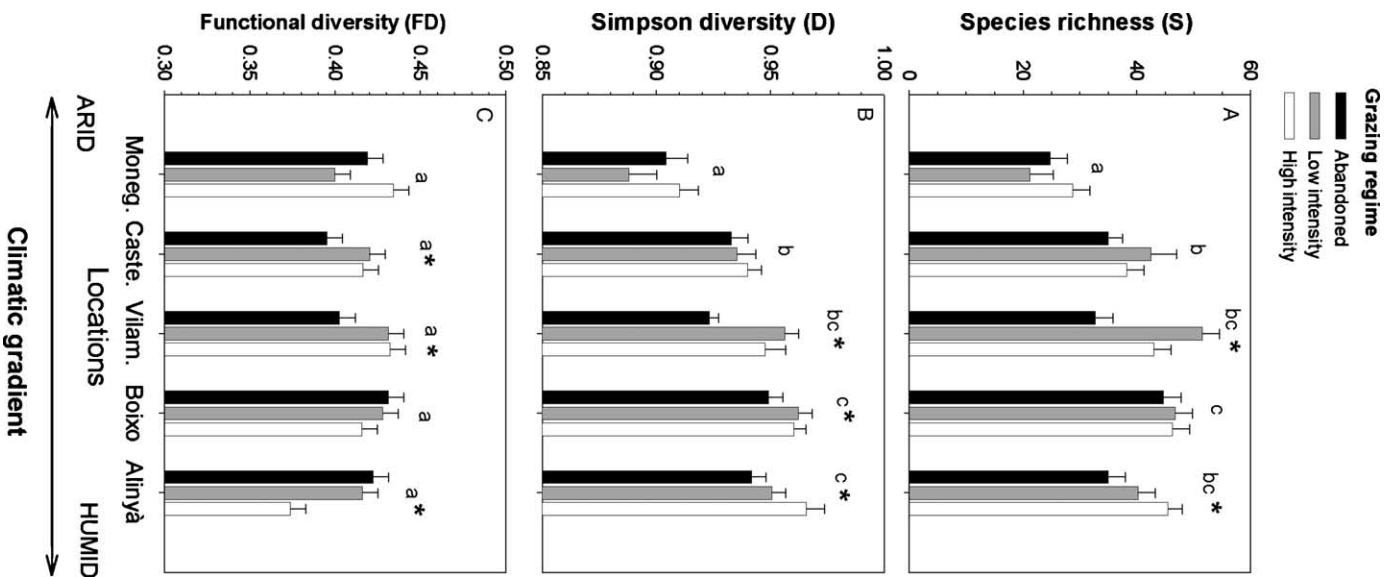 Grazing regime
Abandoned
Low intensity
High intensity
Species richness (S)
60
40
20
0
A
a
b
bc *
c
bc *
Simpson diversity (D)
1.00
0.95
0.90
0.85
B
a
b
bc *
c *
c *
Functional diversity (FD)
0.50
0.45
0.40
0.35
0.30
C
a
a *
a *
a
a *
Moneg. Caste. Vilam. Boixo Alinyà
ARID Locations HUMID
Climatic gradient